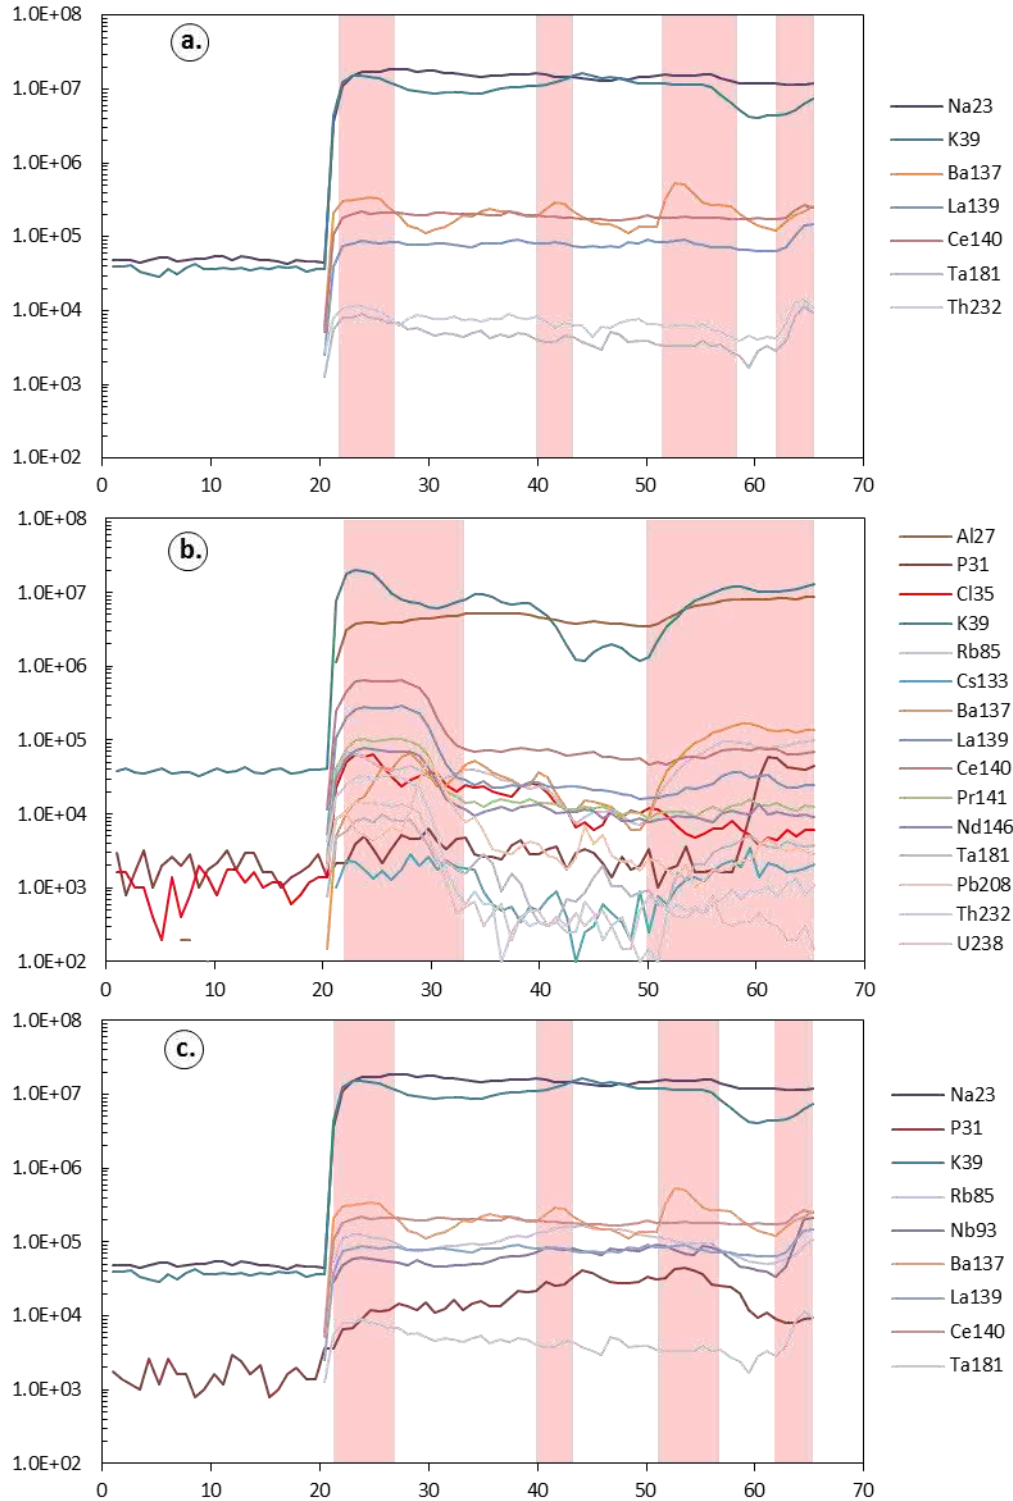 1.0E+08
1.0E+07
1.0E+06
1.0E+05
1.0E+04
1.0E+03
1.0E+02
a.
0 10 20 30 40 50 60 70
Na23
K39
Ba137
La139
Ce140
Ta181
Th232
1.0E+08
1.0E+07
1.0E+06
1.0E+05
1.0E+04
1.0E+03
1.0E+02
b.
0 10 20 30 40 50 60 70
Al27
P31
Cl35
K39
Rb85
Cs133
Ba137
La139
Ce140
Pr141
Nd146
Ta181
Pb208
Th232
U238
1.0E+08
1.0E+07
1.0E+06
1.0E+05
1.0E+04
1.0E+03
1.0E+02
c.
0 10 20 30 40 50 60 70
Na23
P31
K39
Rb85
Nb93
Ba137
La139
Ce140
Ta181